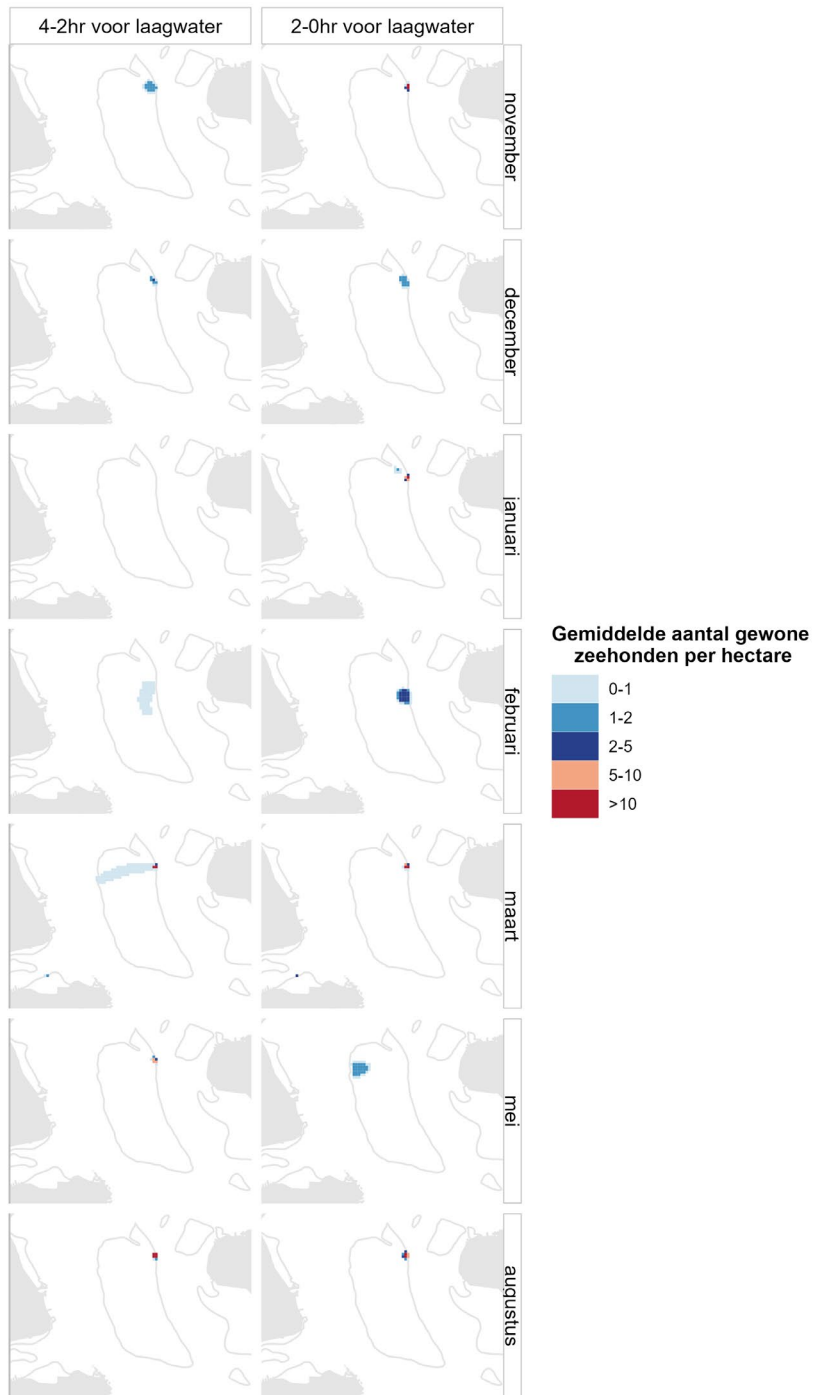 4-2hr voor laagwater
2-0hr voor laagwater
november
december
januari
februari
maart
mei
augustus
Gemiddelde aantal gewone
zeehonden per hectare
0-1
1-2
2-5
5-10
>10